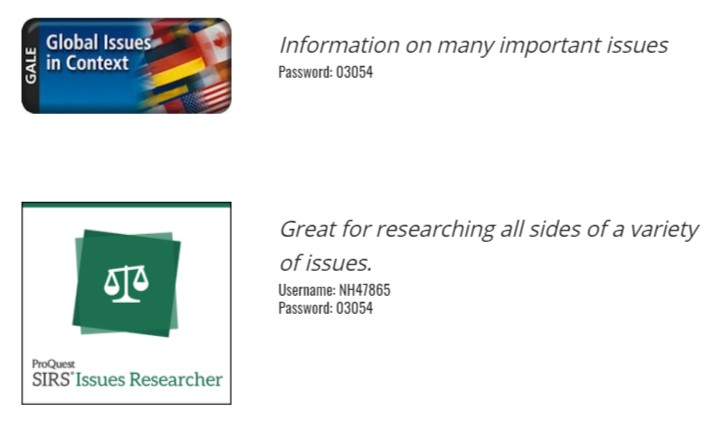 GALE
Global Issues
in Context
Information on many important issues
Password: 03054
Great for researching all sides of a variety
of issues.
Username: NH47865
Password: 03054
ProQuest
SIRS® Issues Researcher